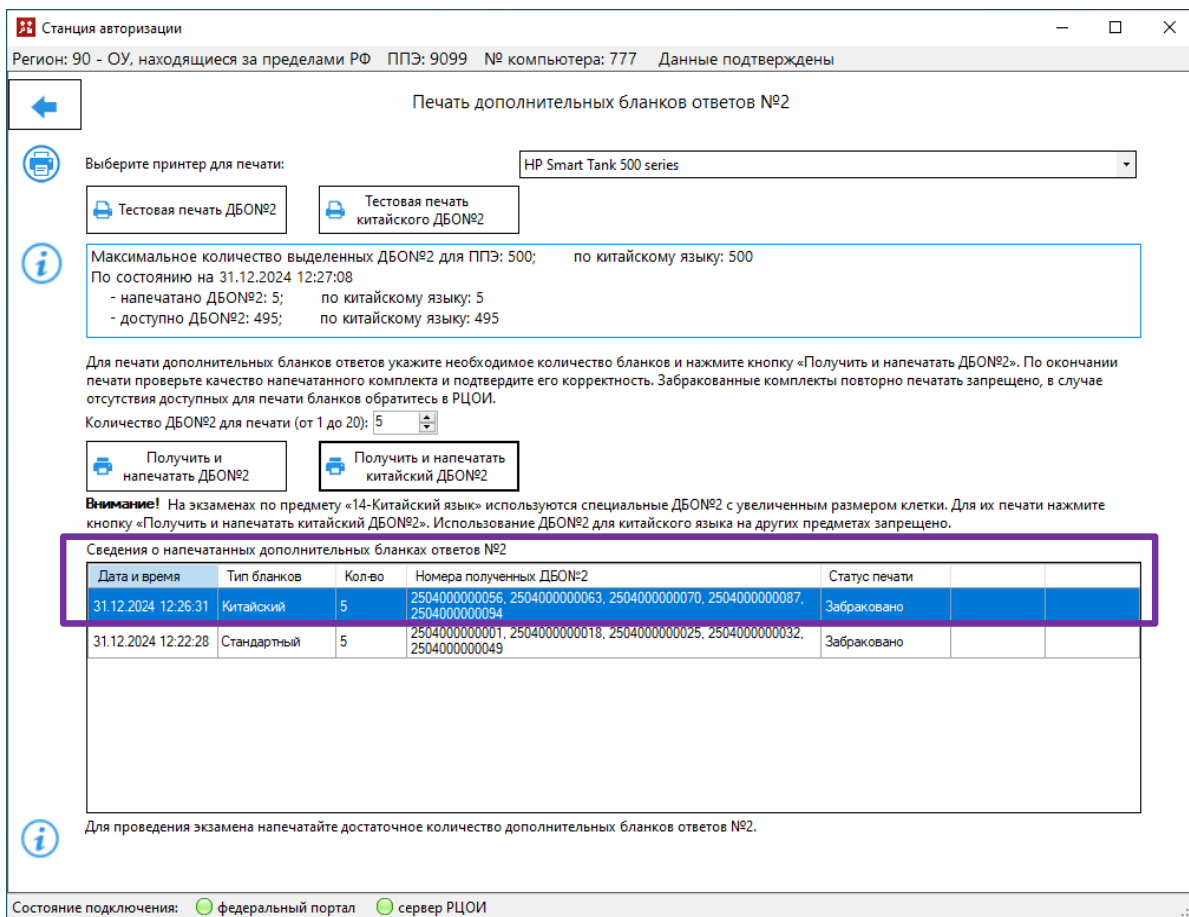 Станция авторизации
Регион: 90 - ОУ, находящиеся за пределами РФ ППЭ: 9099 № компьютера: 777 Данные подтверждены
Печать дополнительных бланков ответов №2
Выберите принтер для печати:
HP Smart Tank 500 series
Тестовая печать ДБО№2
Тестовая печать
китайского ДБО№2
Максимальное количество выделенных ДБО№2 для ППЭ: 500; по китайскому языку: 500
По состоянию на 31.12.2024 12:27:08
- напечатано ДБО№2: 5; по китайскому языку: 5
- доступно ДБО№2: 495; по китайскому языку: 495
Для печати дополнительных бланков ответов укажите необходимое количество бланков и нажмите кнопку «Получить и напечатать ДБО№2». По окончании
печати проверьте качество напечатанного комплекта и подтвердите его корректность. Забракованные комплекты повторно печатать запрещено, в случае
отсутствия доступных для печати бланков обратитесь в РЦОИ.
Количество ДБО№2 для печати (от 1 до 20): 5
Получить и
напечатать ДБО№2
Получить и напечатать
китайский ДБО№2
Внимание! На экзаменах по предмету «14-Китайский язык» используются специальные ДБО№2 с увеличенным размером клетки. Для их печати нажмите
кнопку «Получить и напечатать китайский ДБО№2». Использование ДБО№2 для китайского языка на других предметах запрещено.
Сведения о напечатанных дополнительных бланках ответов №2
Дата и время Тип бланков Кол-во Номера полученных ДБО№2 Статус печати
31.12.2024 12:26:31 Китайский 5 2504000000056, 2504000000063, 2504000000070, 2504000000087,
2504000000094 Забраковано
31.12.2024 12:22:28 Стандартный 5 2504000000001, 2504000000018, 2504000000025, 2504000000032,
2504000000049 Забраковано
Для проведения экзамена напечатайте достаточное количество дополнительных бланков ответов №2.
Состояние подключения: федеральный портал сервер РЦОИ